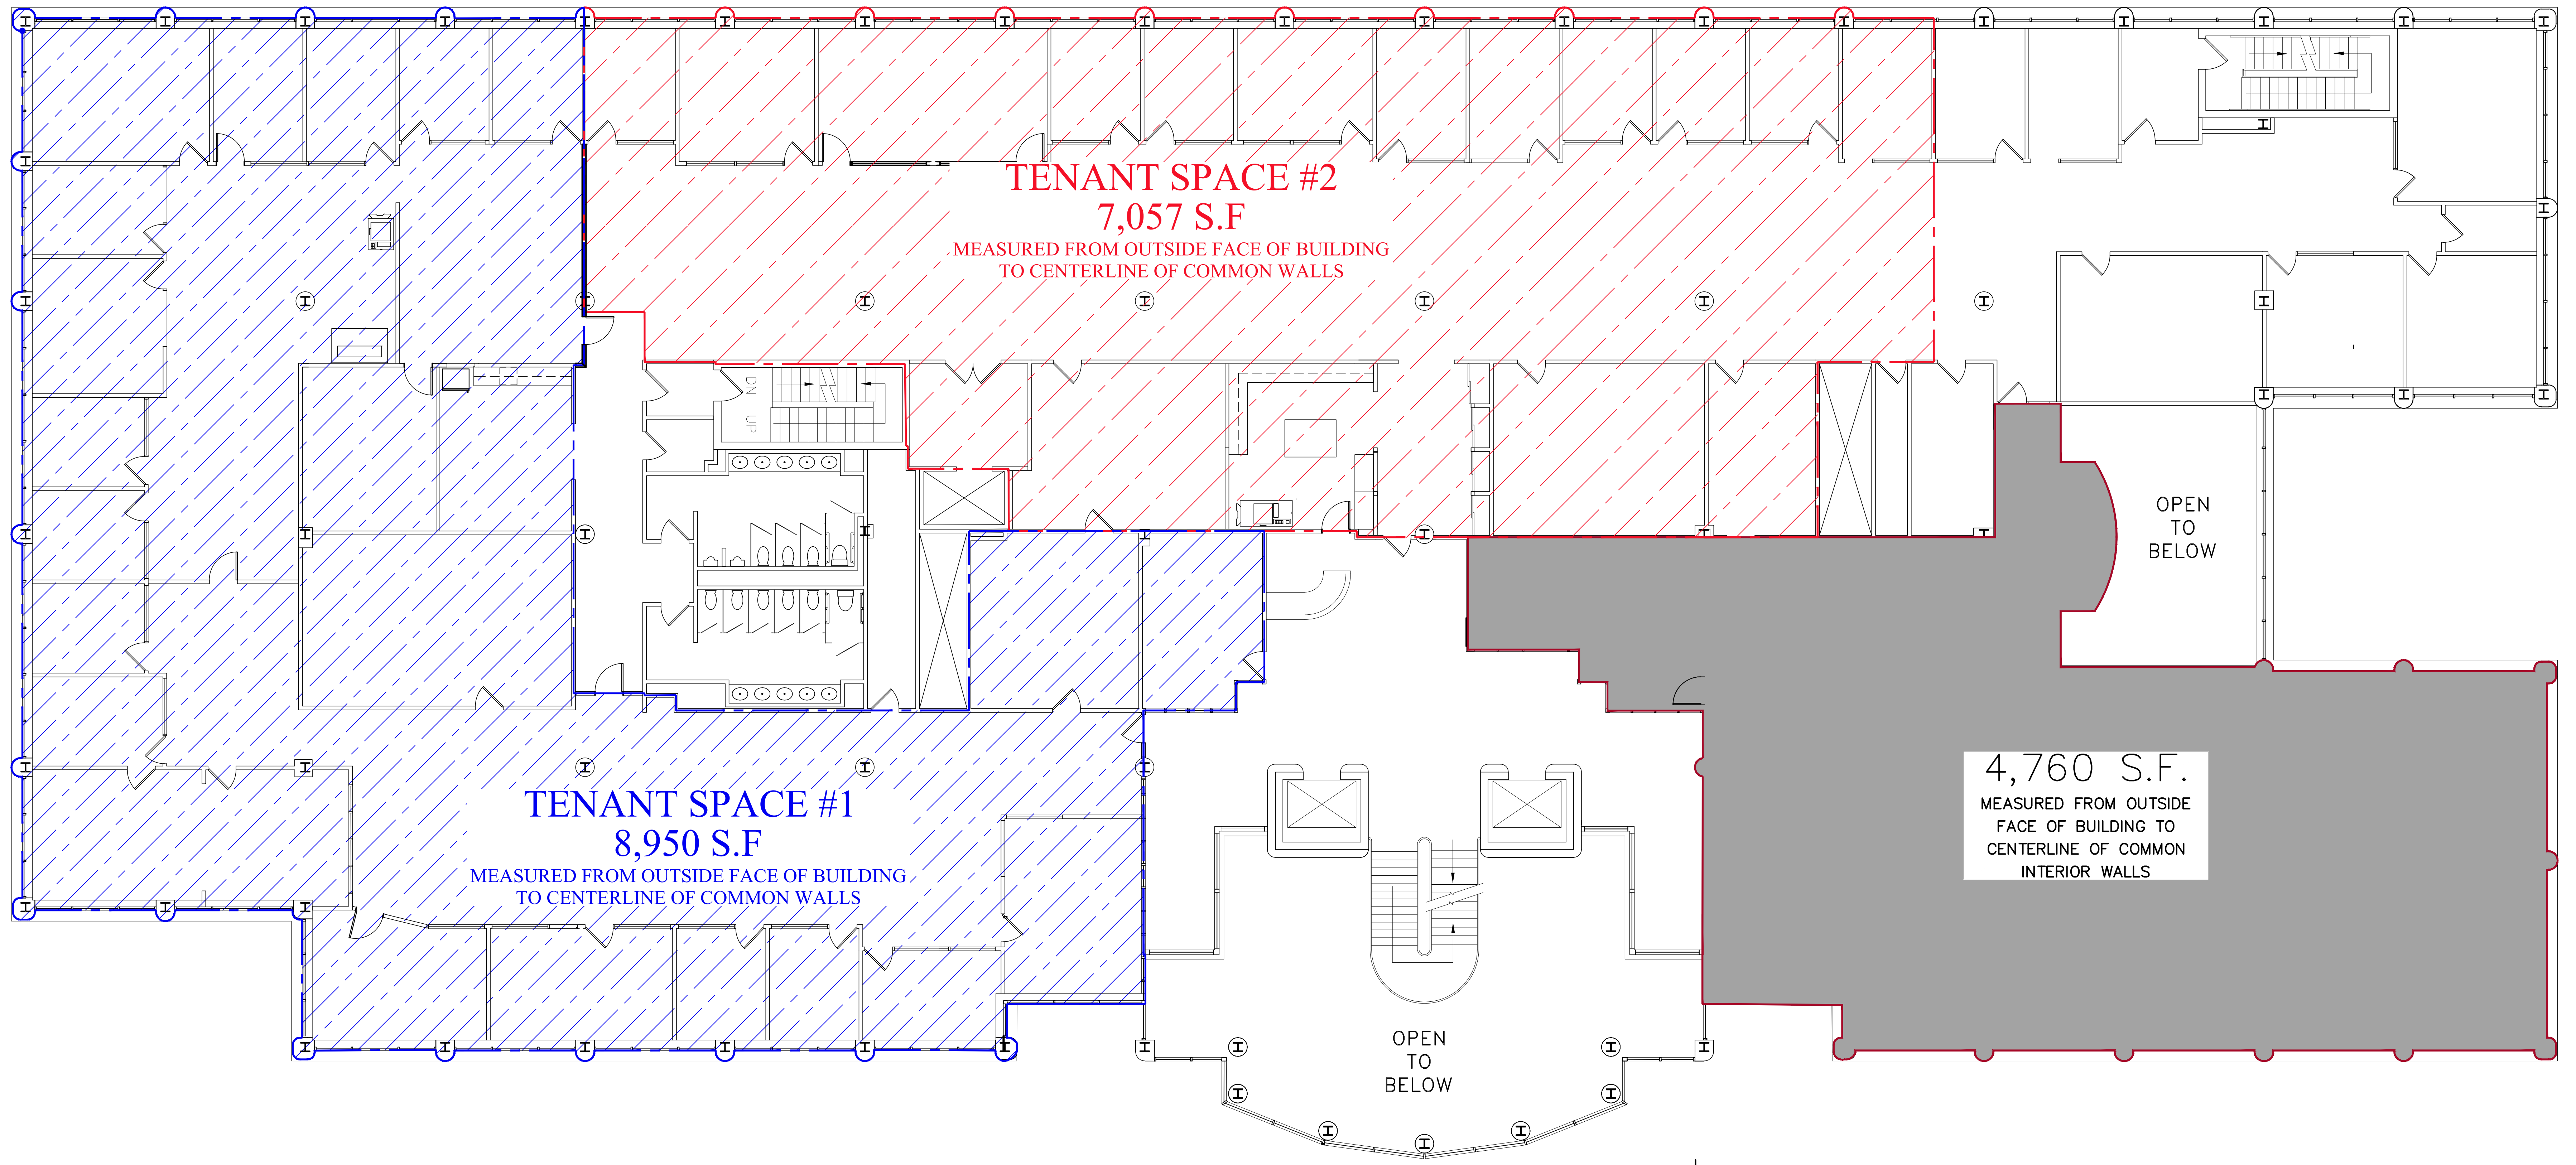 TENANT SPACE #2
7,057 S.F
MEASURED FROM OUTSIDE FACE OF BUILDING
TO CENTERLINE OF COMMON WALLS
DN
UP
OPEN
TO
BELOW
TENANT SPACE #1
8,950 S.F
MEASURED FROM OUTSIDE FACE OF BUILDING
TO CENTERLINE OF COMMON WALLS
4,760 S.F.
MEASURED FROM OUTSIDE
FACE OF BUILDING TO
CENTERLINE OF COMMON
INTERIOR WALLS
OPEN
TO
BELOW